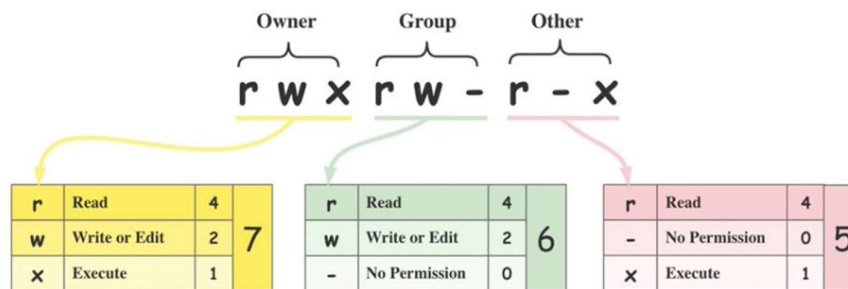 Owner Group Other
r w x r w - r - x
r Read 4
w Write or Edit 2
x Execute 1
7
r Read 4
w Write or Edit 2
- No Permission 0
6
r Read 4
- No Permission 0
x Execute 1
5